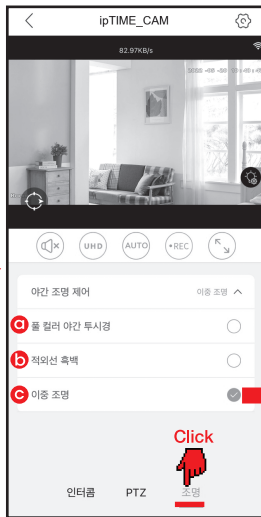 ipTIME_CAM
82.97KB/s
UHD
AUTO
•REC
야간 조명 제어
이중 조명
ⓐ 풀 컬러 야간 투시경
ⓑ 적외선 흑백
ⓒ 이중 조명
Click
인터콤
PTZ
조명